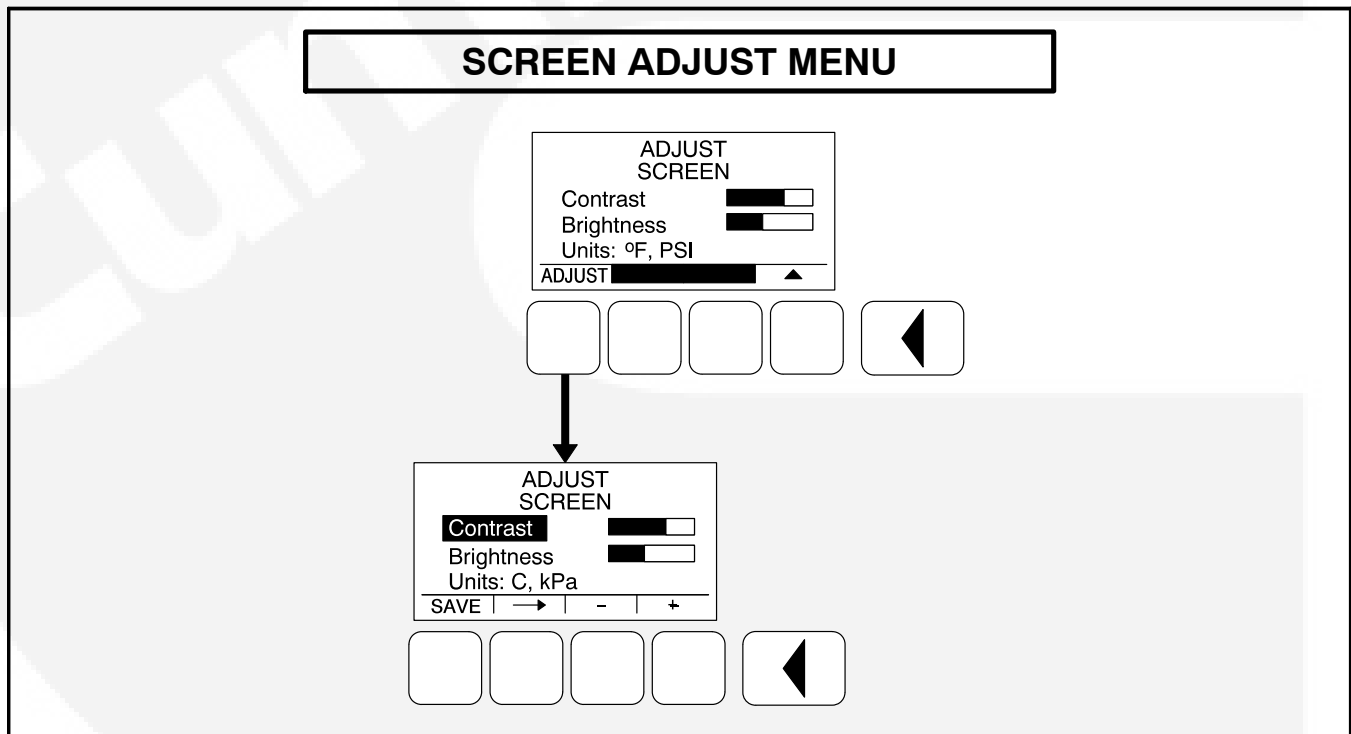 SCREEN ADJUST MENU
ADJUST
SCREEN
Contrast
Brightness
Units: ºF, PSI
ADJUST
ADJUST
SCREEN
Contrast
Brightness
Units: C, kPa
SAVE → - +